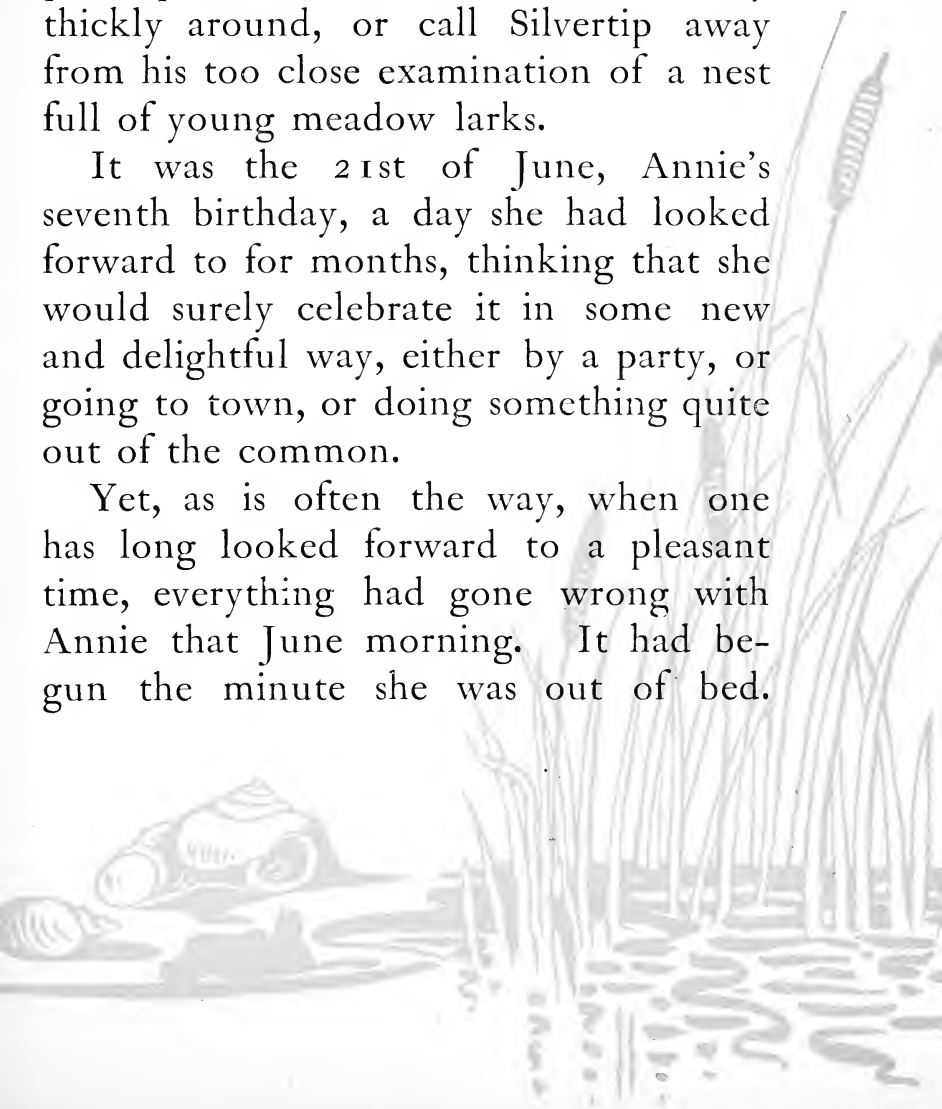 thickly around, or call Silvertip away
from his too close examination of a nest
full of young meadow larks.
It was the 21st of June, Annie's
seventh birthday, a day she had looked
forward to for months, thinking that she
would surely celebrate it in some new
and delightful way, either by a party, or
going to town, or doing something quite
out of the common.
Yet, as is often the way, when one
has long looked forward to a pleasant
time, everything had gone wrong with
Annie that June morning. It had be-
gun the minute she was out of bed.